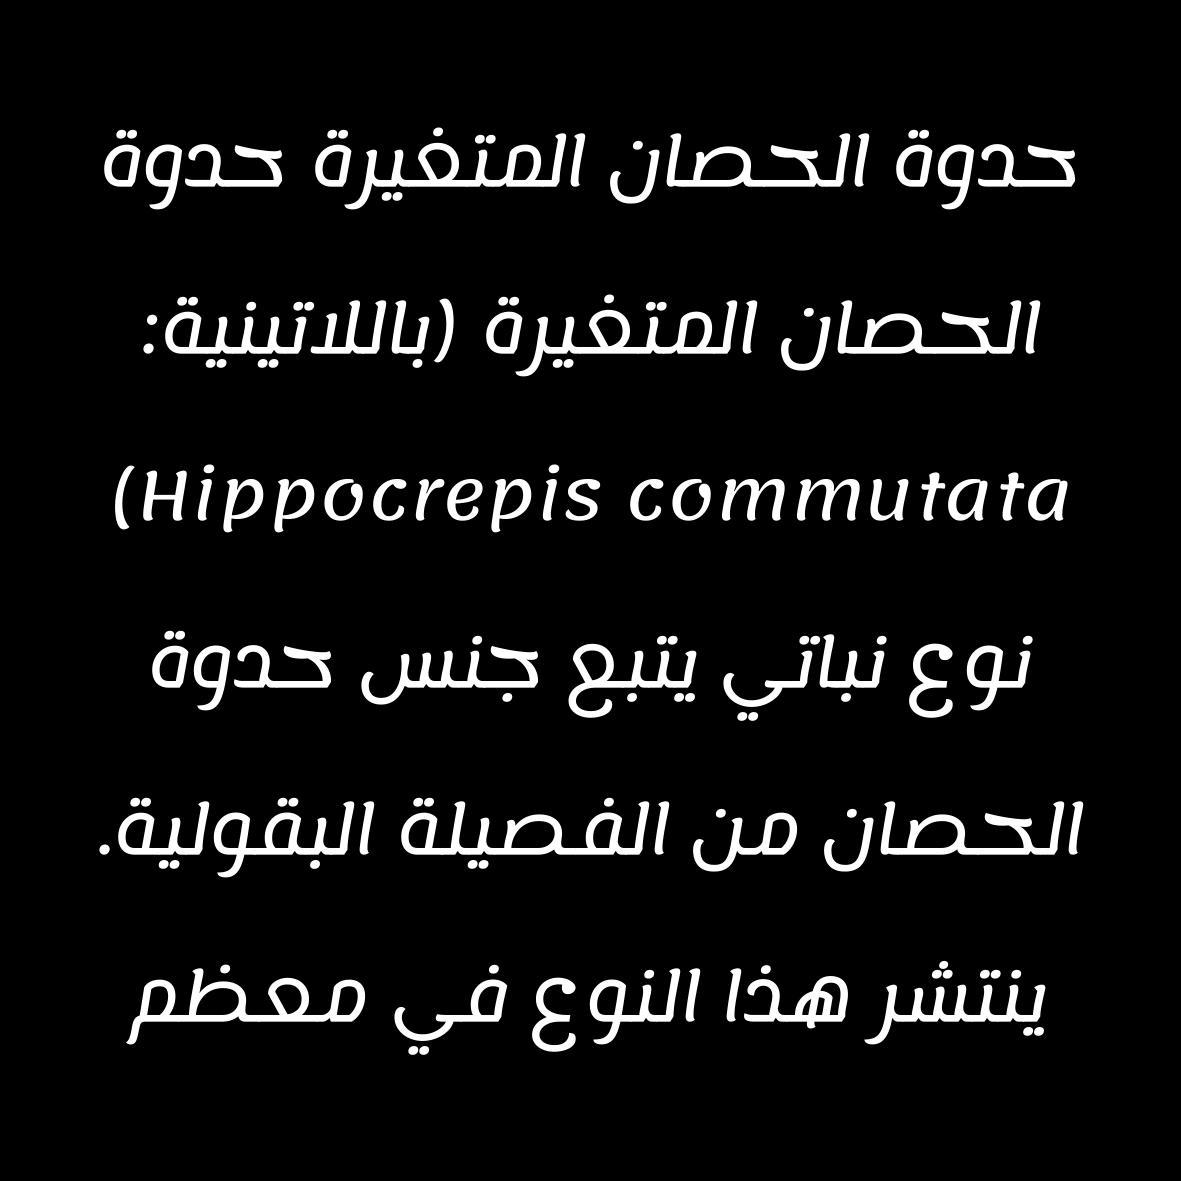 حدوة الحصان المتغيرة حدوة
الحصان المتغيرة (باللاتينية:
Hippocrepis commutata)
نوع نباتي يتبع جنس حدوة
الحصان من الفصيلة البقولية.
ينتشر هذا النوع في معظم